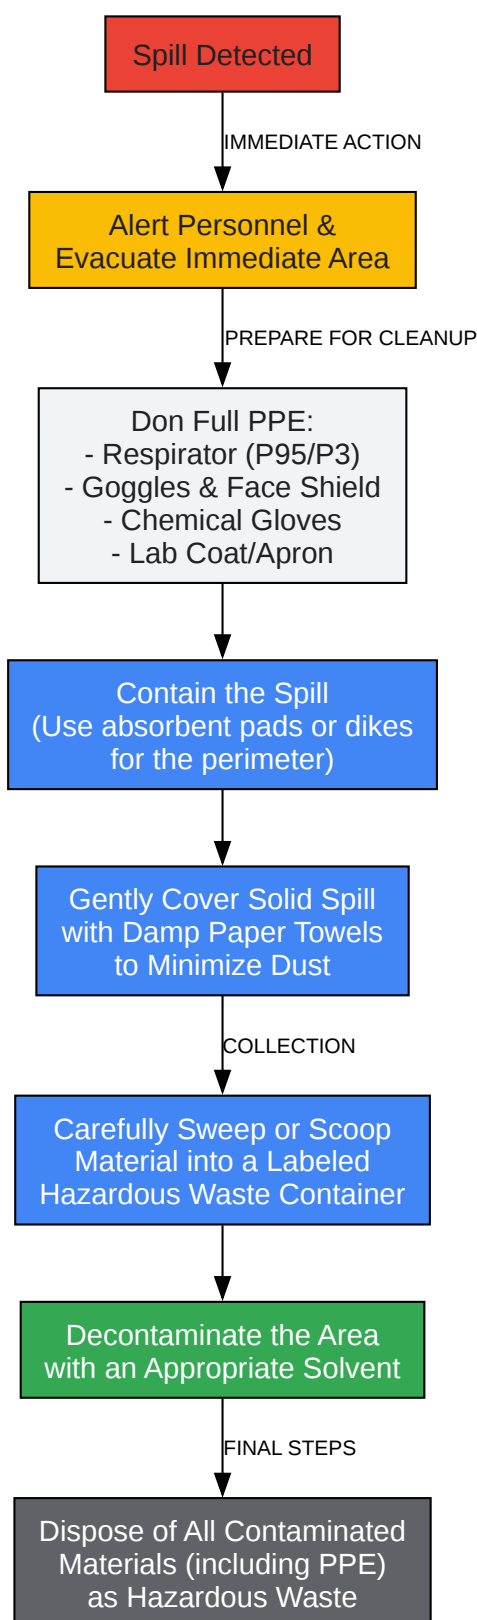 Spill Detected
IMMEDIATE ACTION
Alert Personnel &
Evacuate Immediate Area
PREPARE FOR CLEANUP
Don Full PPE:
- Respirator (P95/P3)
- Goggles & Face Shield
- Chemical Gloves
- Lab Coat/Apron
Contain the Spill
(Use absorbent pads or dikes
for the perimeter)
Gently Cover Solid Spill
with Damp Paper Towels
to Minimize Dust
COLLECTION
Carefully Sweep or Scoop
Material into a Labeled
Hazardous Waste Container
Decontaminate the Area
with an Appropriate Solvent
FINAL STEPS
Dispose of All Contaminated
Materials (including PPE)
as Hazardous Waste